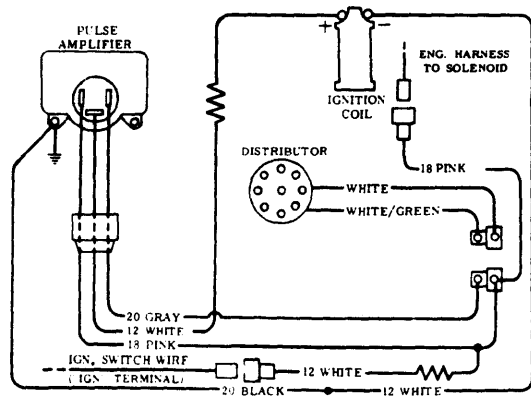 PULSE
AMPLIFIER
+
-
IGNITION
COIL
ENG. HARNESS
TO SOLENOID
DISTRIBUTOR
18 PINK
WHITE
WHITE/GREEN
20 GRAY
12 WHITE
18 PINK
IGN. SWITCH WIRE
(IGN TERMINAL)
12 WHITE
20 BLACK
12 WHITE